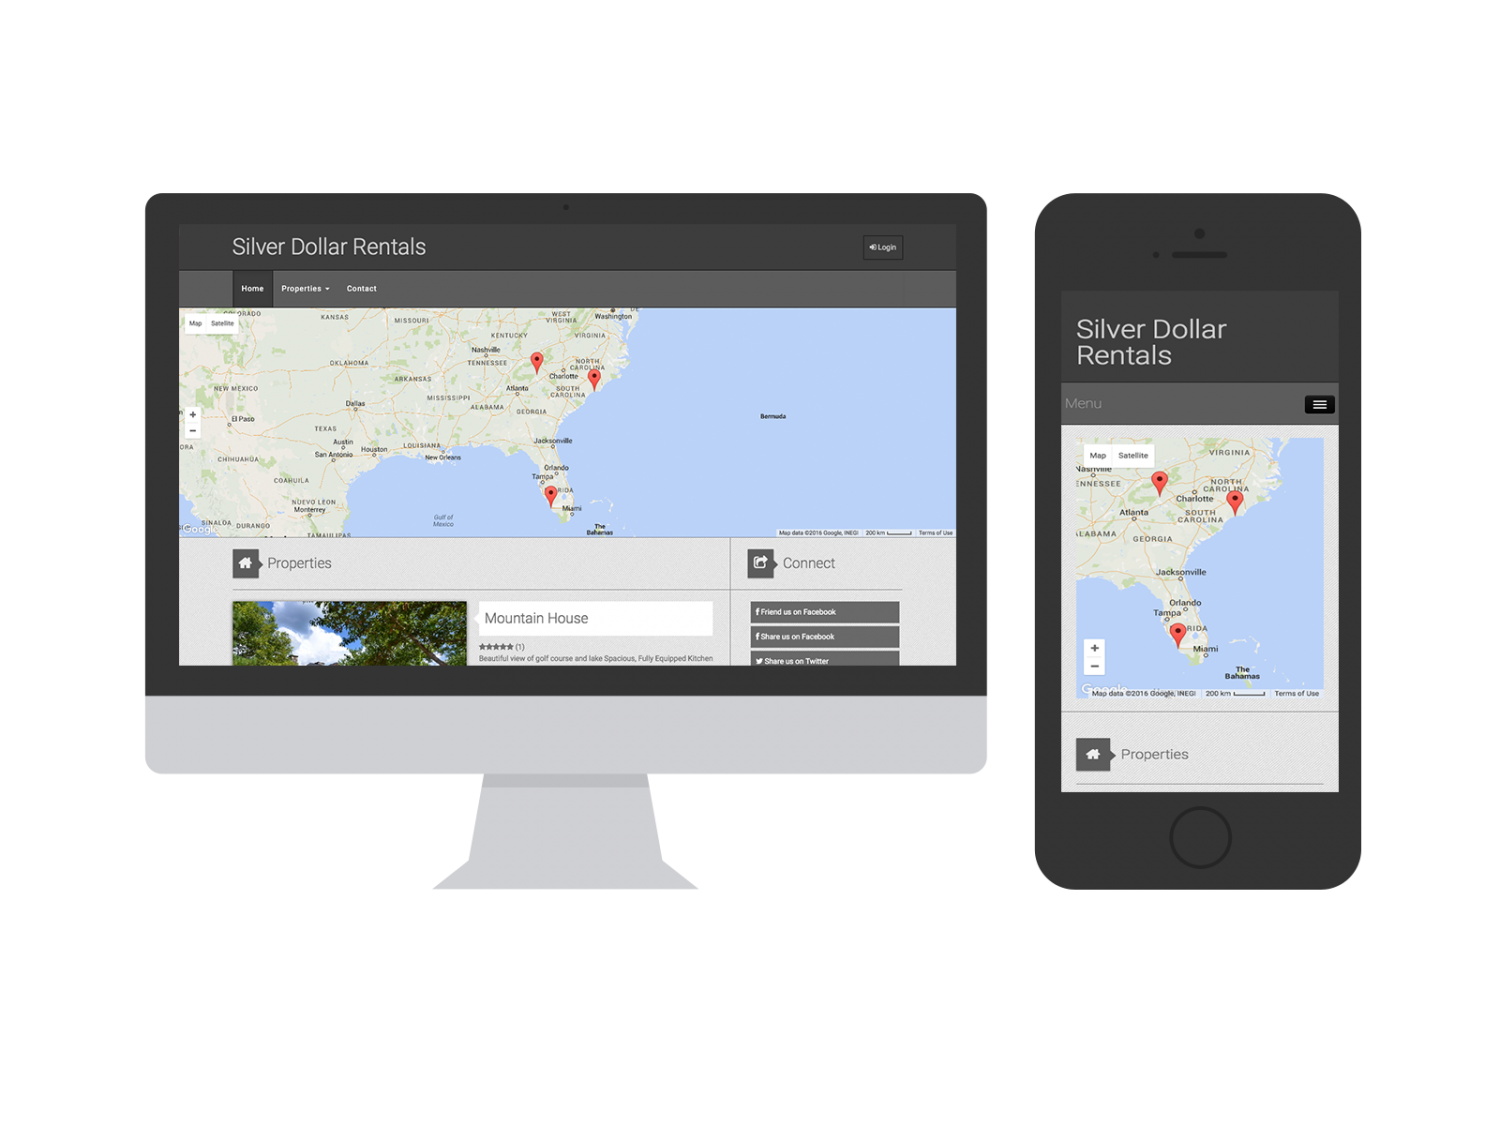 Silver Dollar Rentals
Login
Home
Properties
Contact
Map
Satellite
KANSAS
MISSOURI
WEST
VIRGINIA
Washington
KENTUCKY
VIRGINIA
Nashville
TENNESSEE
NORTH
CAROLINA
Charlotte
OKLAHOMA
ARKANSAS
Atlanta
SOUTH
CAROLINA
NEW MEXICO
MISSISSIPPI
ALABAMA
GEORGIA
Dallas
El Paso
TEXAS
Bermuda
Jacksonville
Austin
Houston
LOUISIANA
San Antonio
New Orleans
CHIHUAHUA
Orlando
Tampa
COAHUILA
RIDA
NUEVO LEON
Monterrey
Miami
Gulf of
Mexico
SINALOA
DURANGO
TAMAULIPAS
The
Bahamas
Google
Map data ©2016 Google, INEGI
200 km
Terms of Use
Properties
Connect
Mountain House
(1)
Beautiful view of golf course and lake Spacious, Fully Equipped Kitchen
Friend us on Facebook
Share us on Facebook
Share us on Twitter
Silver Dollar
Rentals
Menu
Map
Satellite
VIRGINIA
Nashville
ENNESSEE
NORTH
CAROLINA
Charlotte
Atlanta
SOUTH
CAROLINA
LABAMA
GEORGIA
Jacksonville
Orlando
Tampa
RIDA
Miami
The
Bahamas
Google
Map data ©2016 Google, INEGI
200 km
Terms of Use
Properties